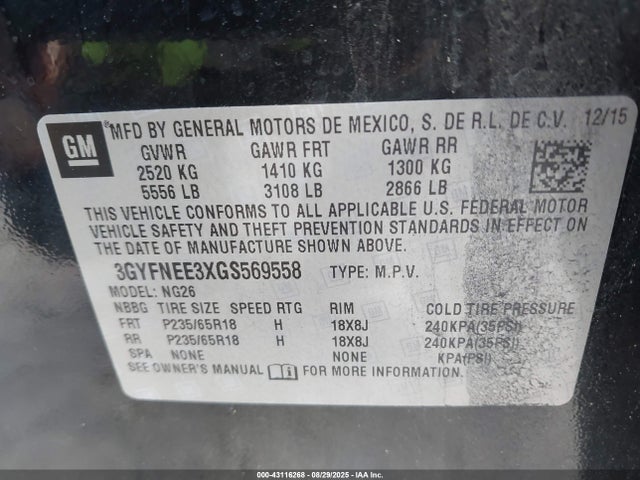 GM
®MFD BY GENERAL MOTORS DE MEXICO, S. DE R.L. DE C.V. 12/15
GVWR GAWR FRT GAWR RR
2520 KG 1410 KG 1300 KG
5556 LB 3108 LB 2866 LB
THIS VEHICLE CONFORMS TO ALL APPLICABLE U.S. FEDERAL MOTOR
VEHICLE SAFETY AND THEFT PREVENTION STANDARDS IN EFFECT ON
THE DATE OF MANUFACTURE SHOWN ABOVE.
3GYFNEE3XGS569558 TYPE: M.P.V.
MODEL: NG26
NBBG TIRE SIZE SPEED RTG RIM COLD TIRE PRESSURE
FRT P235/65R18 H 18X8J 240KPA(35PSI)
RR P235/65R18 H 18X8J 240KPA(35PSI)
SPA NONE NONE KPA(PSI)
SEE OWNER'S MANUAL FOR MORE INFORMATION.
000-43116268 - 08/29/2025 - IAAI.COM